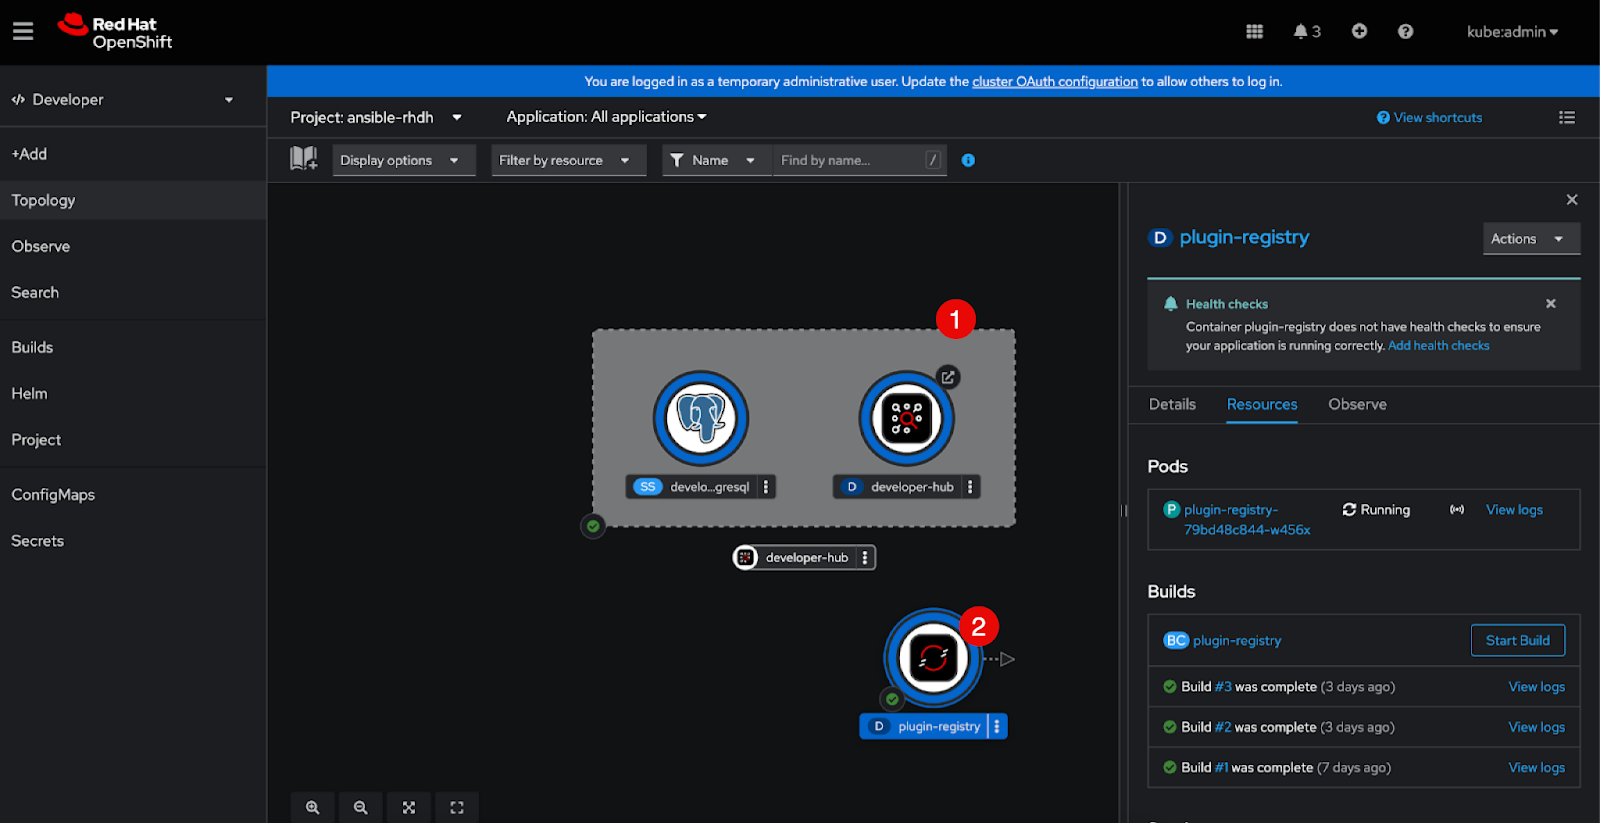 Red Hat
OpenShift
3
kube:admin
You are logged in as a temporary administrative user. Update the cluster OAuth configuration to allow others to log in.
Developer
+Add
Topology
Observe
Search
Builds
Helm
Project
ConfigMaps
Secrets
Project: ansible-rhdh
Application: All applications
View shortcuts
Display options
Filter by resource
Name
Find by name...
/
1
SS develo...gresql
D developer-hub
developer-hub
2
D plugin-registry
D plugin-registry
Actions
Health checks
Container plugin-registry does not have health checks to ensure
your application is running correctly. Add health checks
Details
Resources
Observe
Pods
P plugin-registry-
79bd48c844-w456x
Running
View logs
Builds
BC plugin-registry
Start Build
Build #3 was complete (3 days ago)
View logs
Build #2 was complete (3 days ago)
View logs
Build #1 was complete (7 days ago)
View logs